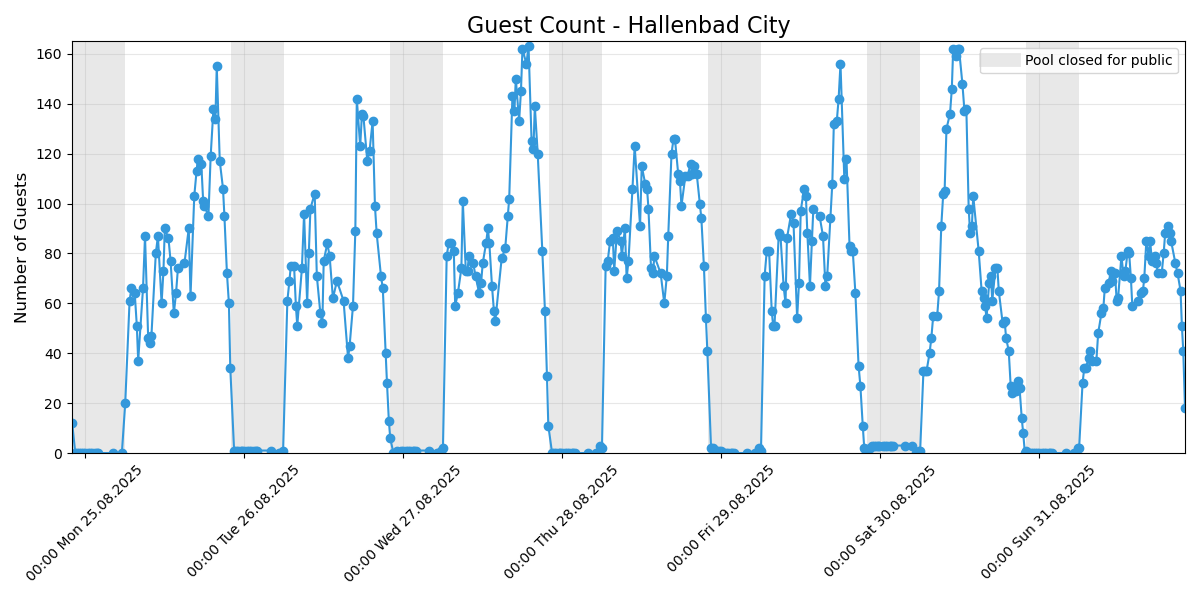 Guest Count - Hallenbad City
Number of Guests
160
140
120
100
80
60
40
20
0
Pool closed for public
00:00 Mon 25.08.2025
00:00 Tue 26.08.2025
00:00 Wed 27.08.2025
00:00 Thu 28.08.2025
00:00 Fri 29.08.2025
00:00 Sat 30.08.2025
00:00 Sun 31.08.2025